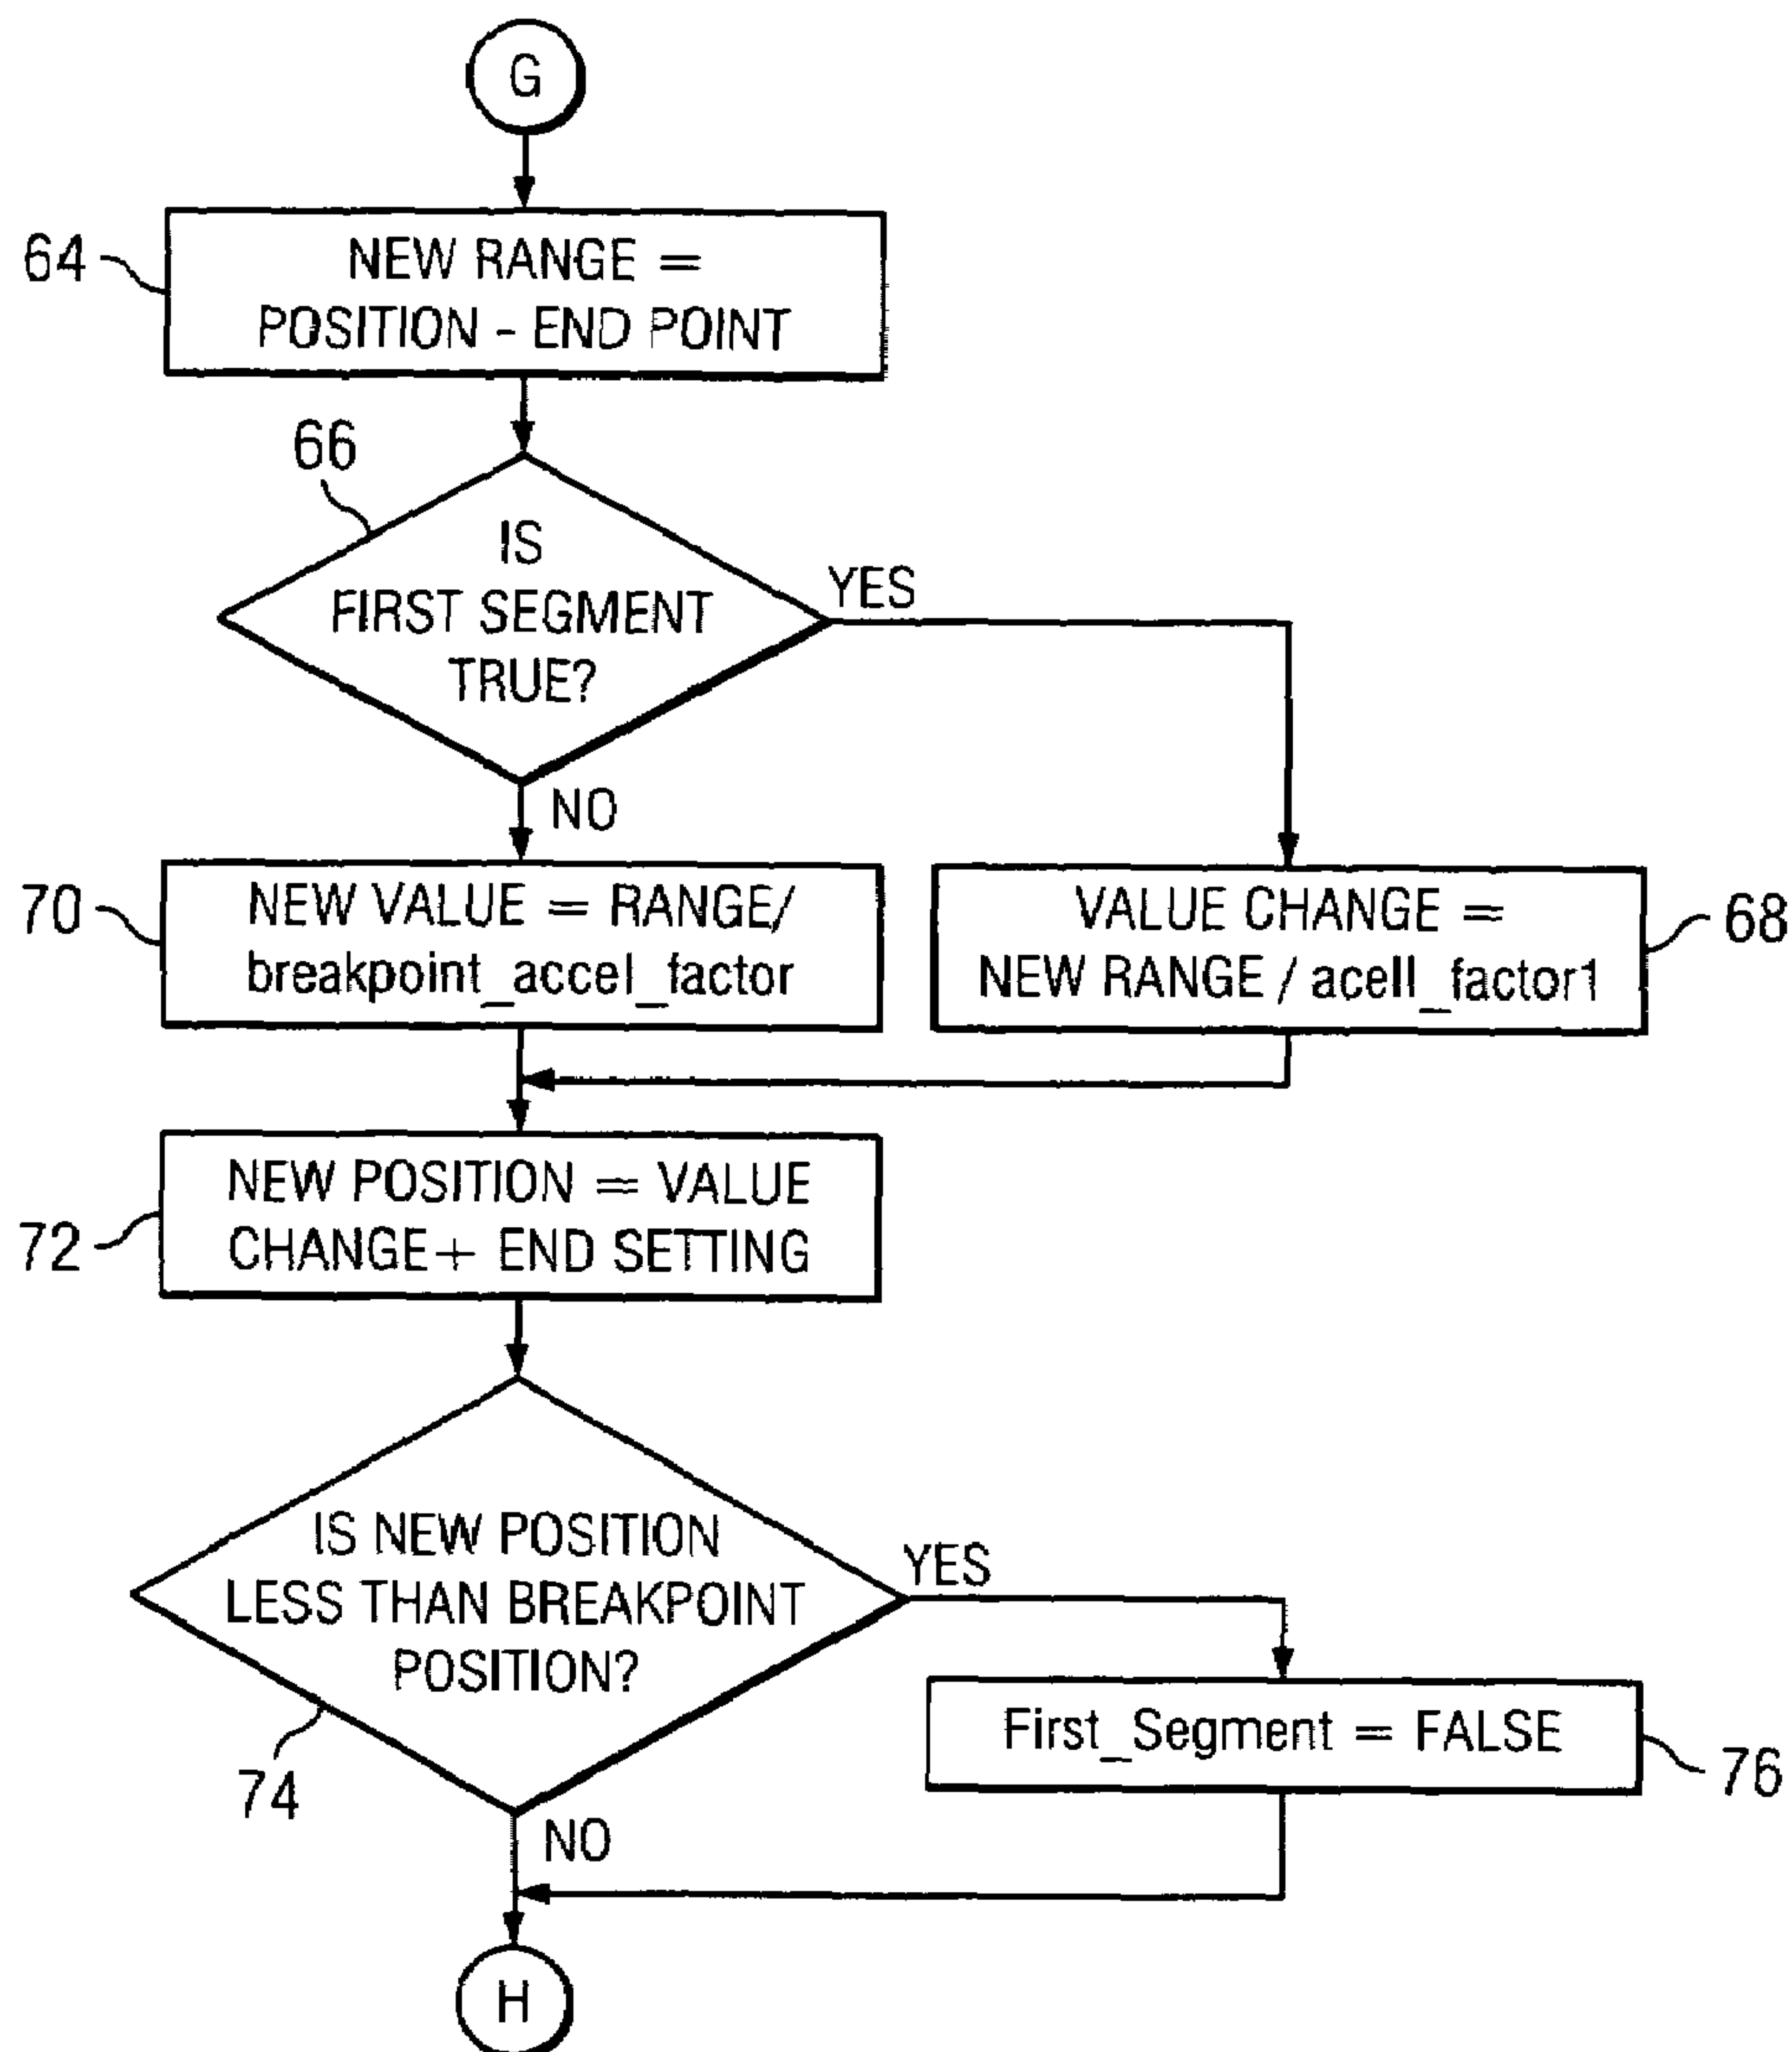 G
64
NEW RANGE =
POSITION - END POINT
66
IS
FIRST SEGMENT
TRUE?
YES
NO
70
NEW VALUE = RANGE/
breakpoint_accel_factor
VALUE CHANGE =
NEW RANGE / acell_factor1
68
72
NEW POSITION = VALUE
CHANGE+ END SETTING
IS NEW POSITION
LESS THAN BREAKPOINT
POSITION?
YES
74
NO
First_Segment = FALSE
76
H